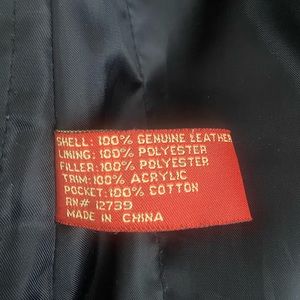 SHELL: 100% GENUINE LEATHER
LINING: 100% POLYESTER
FILLER: 100% POLYESTER
TRIM: 100% ACRYLIC
POCKET: 100% COTTON
RN# 12739
MADE IN CHINA